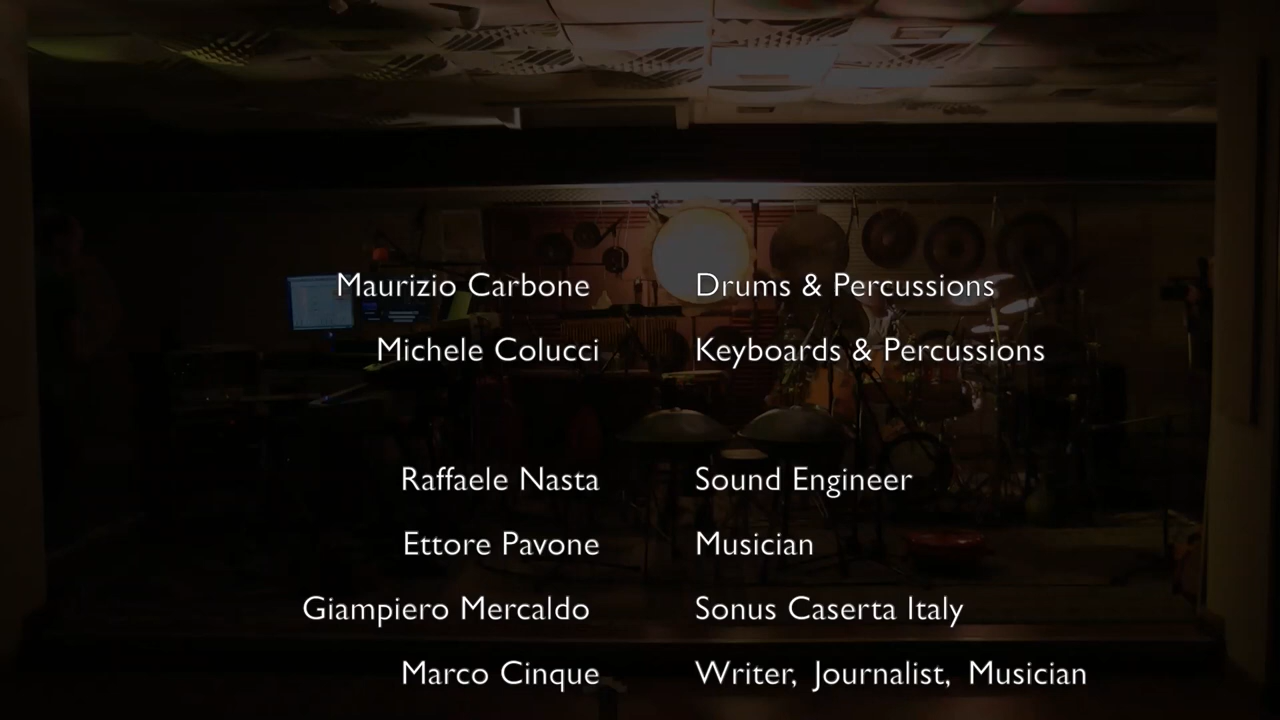 Maurizio Carbone Drums & Percussions
Michele Colucci Keyboards & Percussions
Raffaele Nasta Sound Engineer
Ettore Pavone Musician
Giampiero Mercaldo Sonus Caserta Italy
Marco Cinque Writer, Journalist, Musician